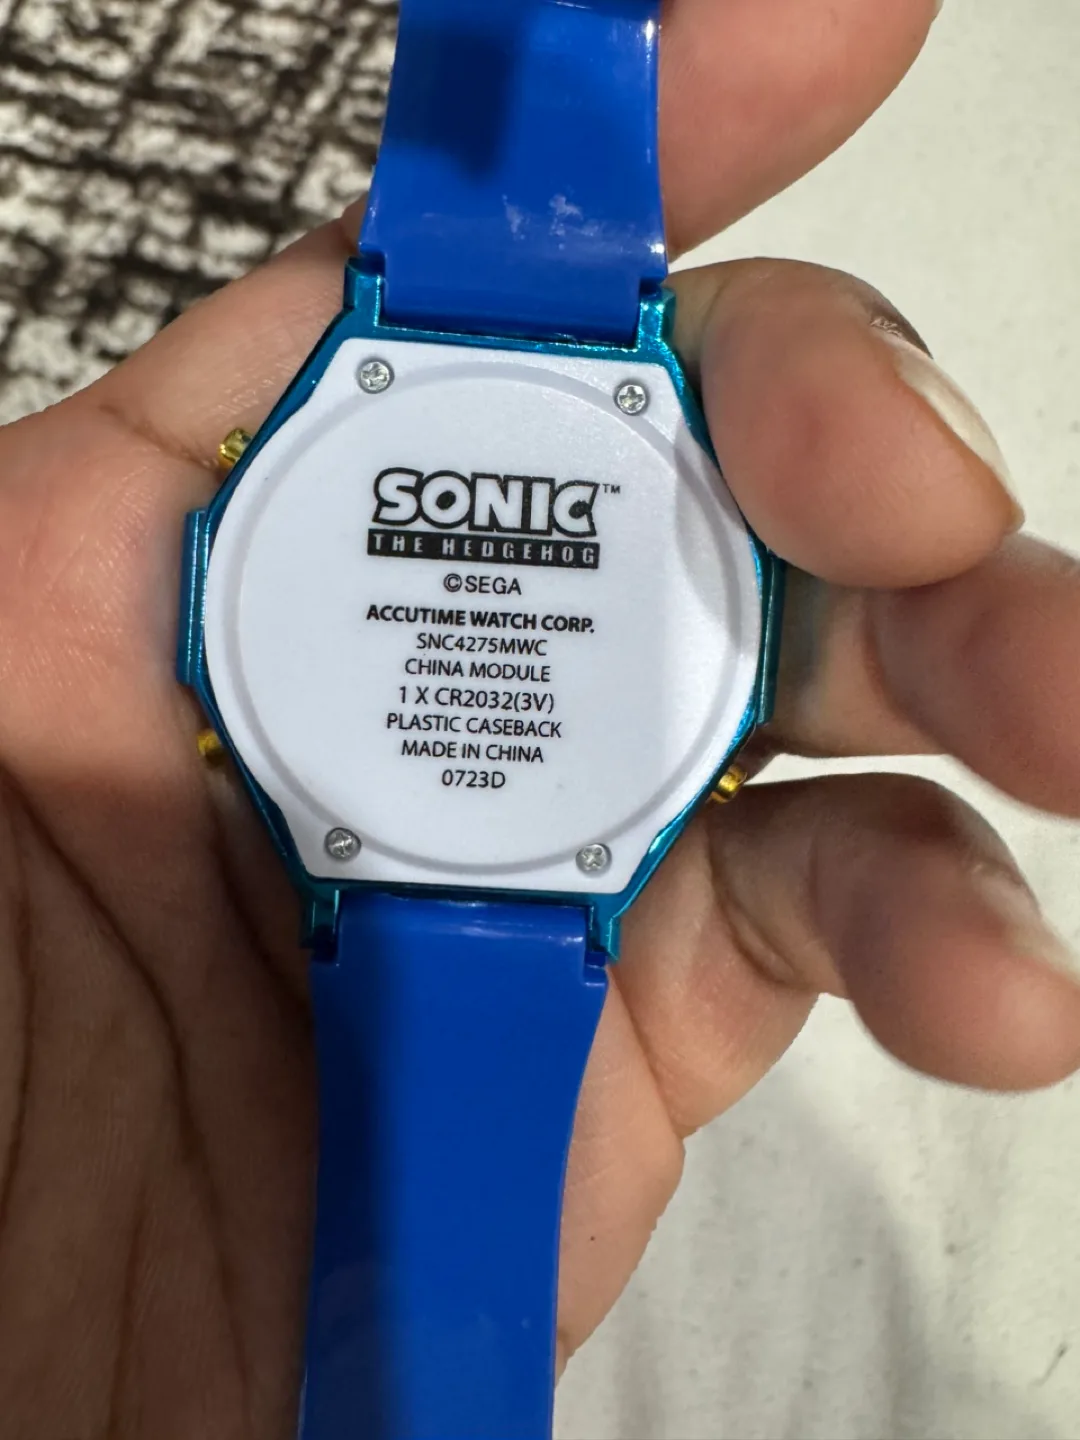 SONIC™
THE HEDGEHOG
©SEGA
ACCUTIME WATCH CORP.
SNC4275MWC
CHINA MODULE
1 X CR2032(3V)
PLASTIC CASEBACK
MADE IN CHINA
0723D